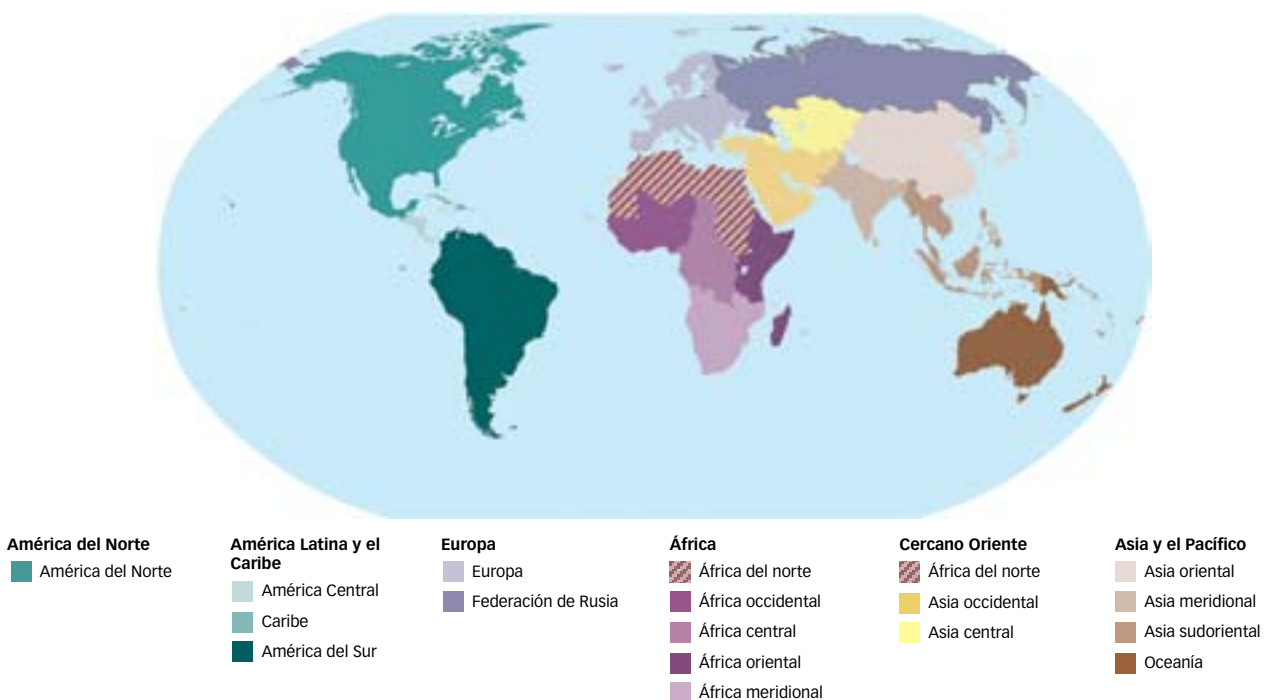 América del Norte
América del Norte
América Latina y el
Caribe
América Central
Caribe
América del Sur
Europa
Europa
Federación de Rusia
África
África del norte
África occidental
África central
África oriental
África meridional
Cercano Oriente
África del norte
Asia occidental
Asia central
Asia y el Pacífico
Asia oriental
Asia meridional
Asia sudoriental
Oceanía